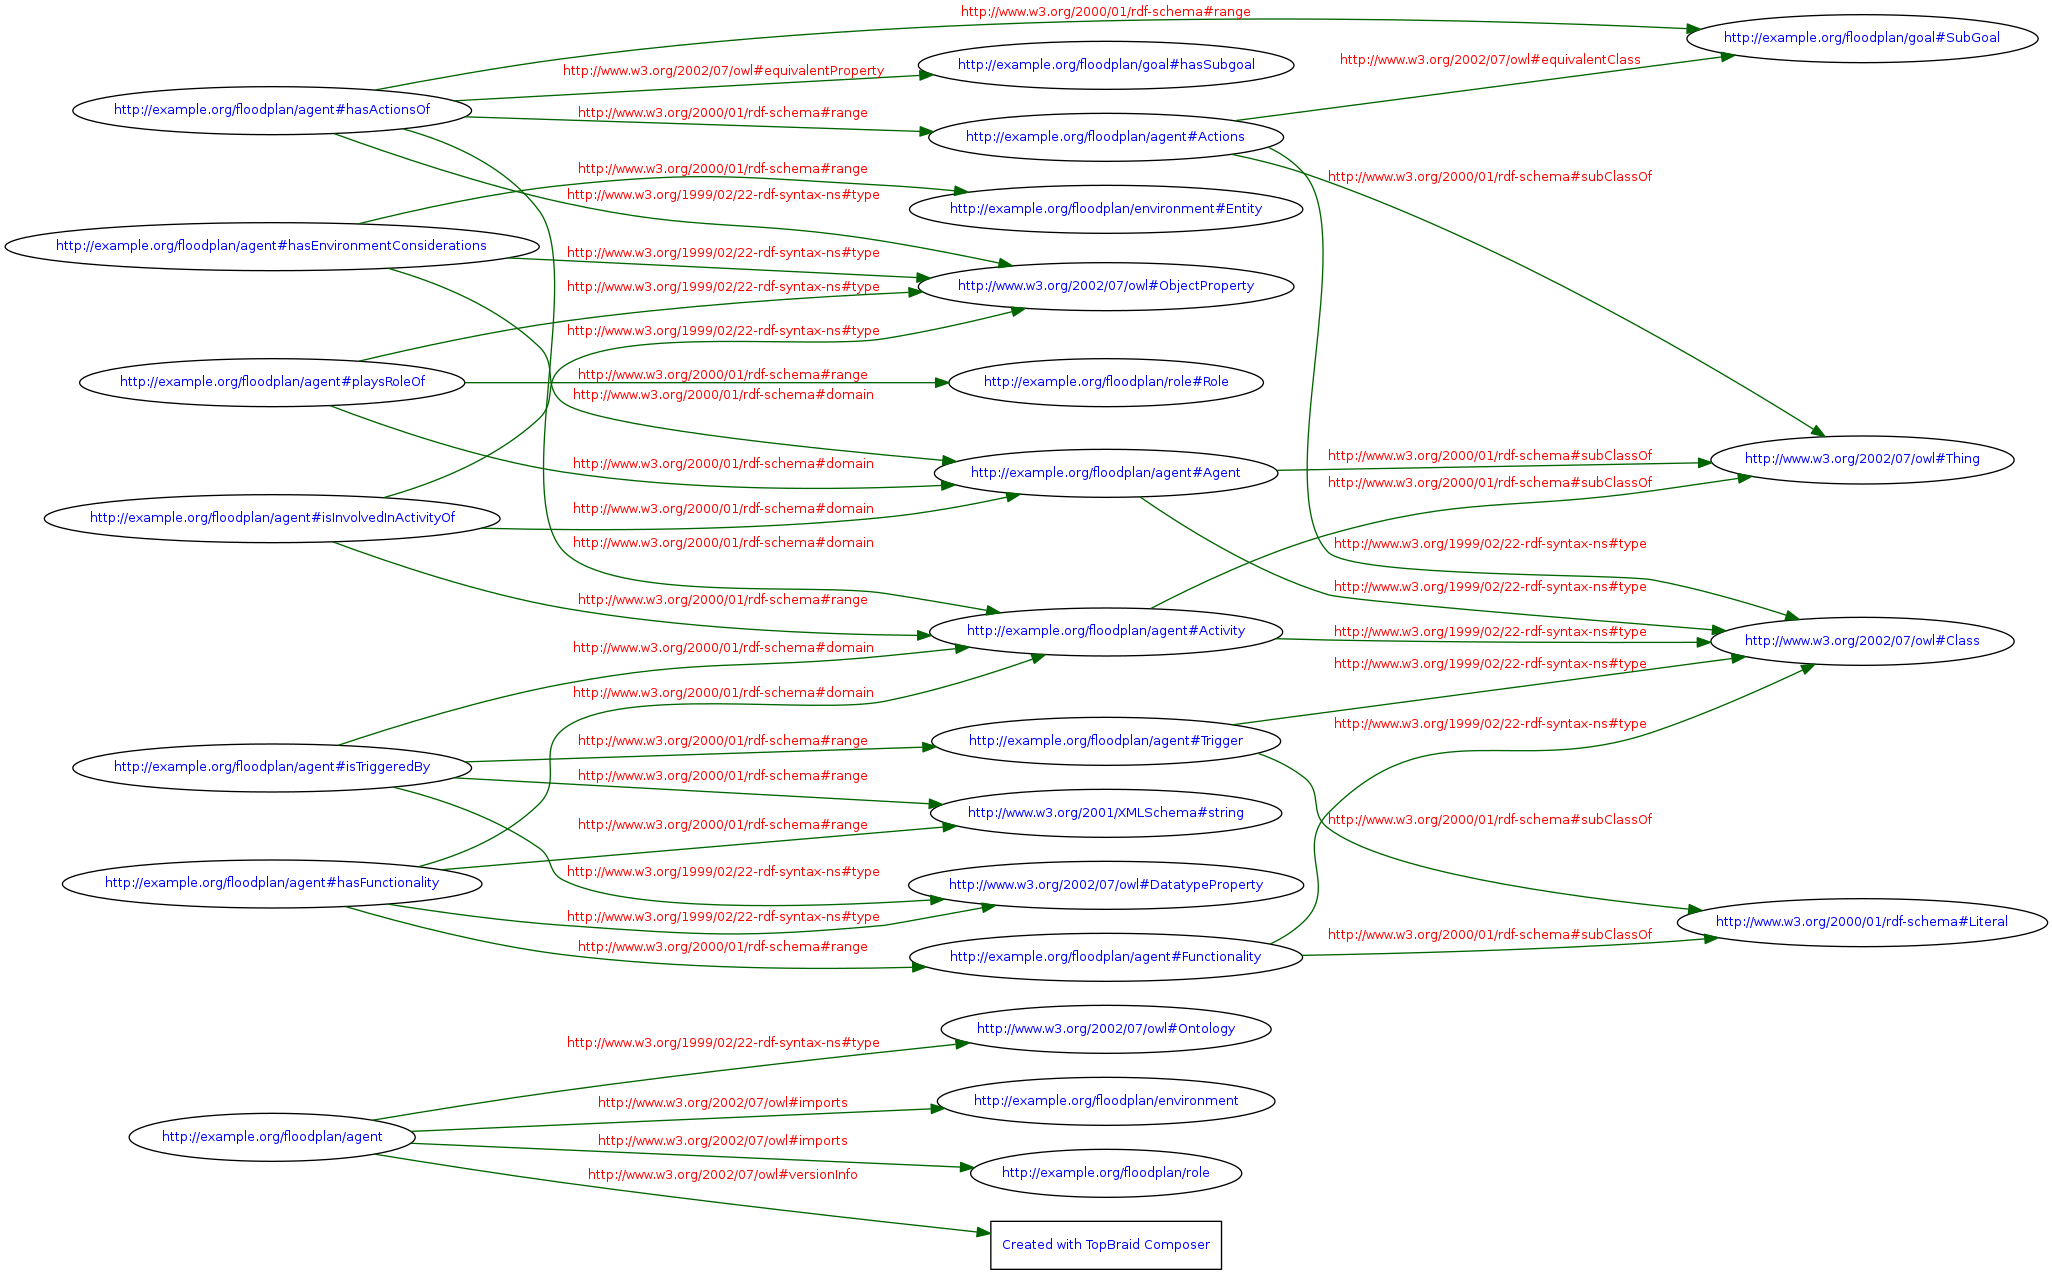 http://www.w3.org/2000/01/rdf-schema#range
http://example.org/floodplan/goal#SubGoal
http://www.w3.org/2002/07/owl#equivalentClass
http://example.org/floodplan/goal#hasSubgoal
http://www.w3.org/2002/07/owl#equivalentProperty
http://example.org/floodplan/agent#hasActionsOf
http://www.w3.org/2000/01/rdf-schema#range
http://example.org/floodplan/agent#Actions
http://www.w3.org/2000/01/rdf-schema#range
http://www.w3.org/2000/01/rdf-schema#subClassOf
http://www.w3.org/1999/02/22-rdf-syntax-ns#type
http://example.org/floodplan/environment#Entity
http://example.org/floodplan/agent#hasEnvironmentConsiderations
http://www.w3.org/1999/02/22-rdf-syntax-ns#type
http://www.w3.org/1999/02/22-rdf-syntax-ns#type
http://www.w3.org/2002/07/owl#ObjectProperty
http://www.w3.org/1999/02/22-rdf-syntax-ns#type
http://www.w3.org/2000/01/rdf-schema#range
http://example.org/floodplan/agent#playsRoleOf
http://example.org/floodplan/role#Role
http://www.w3.org/2000/01/rdf-schema#domain
http://www.w3.org/2000/01/rdf-schema#subClassOf
http://www.w3.org/2002/07/owl#Thing
http://www.w3.org/2000/01/rdf-schema#domain
http://example.org/floodplan/agent#Agent
http://www.w3.org/2000/01/rdf-schema#subClassOf
http://www.w3.org/2000/01/rdf-schema#domain
http://example.org/floodplan/agent#isInvolvedInActivityOf
http://www.w3.org/2000/01/rdf-schema#domain
http://www.w3.org/1999/02/22-rdf-syntax-ns#type
http://www.w3.org/1999/02/22-rdf-syntax-ns#type
http://www.w3.org/2000/01/rdf-schema#range
http://example.org/floodplan/agent#Activity
http://www.w3.org/1999/02/22-rdf-syntax-ns#type
http://www.w3.org/2002/07/owl#Class
http://www.w3.org/2000/01/rdf-schema#domain
http://www.w3.org/1999/02/22-rdf-syntax-ns#type
http://www.w3.org/2000/01/rdf-schema#domain
http://www.w3.org/1999/02/22-rdf-syntax-ns#type
http://www.w3.org/2000/01/rdf-schema#range
http://example.org/floodplan/agent#Trigger
http://example.org/floodplan/agent#isTriggeredBy
http://www.w3.org/2000/01/rdf-schema#range
http://www.w3.org/2001/XMLSchema#string
http://www.w3.org/2000/01/rdf-schema#subClassOf
http://www.w3.org/2000/01/rdf-schema#range
http://www.w3.org/1999/02/22-rdf-syntax-ns#type
http://example.org/floodplan/agent#hasFunctionality
http://www.w3.org/2002/07/owl#DatatypeProperty
http://www.w3.org/1999/02/22-rdf-syntax-ns#type
http://www.w3.org/2000/01/rdf-schema#Literal
http://www.w3.org/2000/01/rdf-schema#subClassOf
http://www.w3.org/2000/01/rdf-schema#range
http://example.org/floodplan/agent#Functionality
http://www.w3.org/2002/07/owl#Ontology
http://www.w3.org/1999/02/22-rdf-syntax-ns#type
http://www.w3.org/2002/07/owl#imports
http://example.org/floodplan/environment
http://example.org/floodplan/agent
http://www.w3.org/2002/07/owl#imports
http://example.org/floodplan/role
http://www.w3.org/2002/07/owl#versionInfo
Created with TopBraid Composer